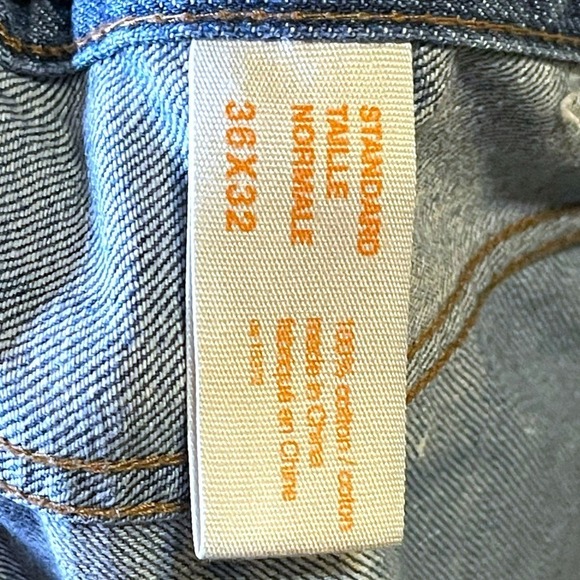 STANDARD
TAILLE
NORMALE
36X32
100% cotton / coton
made in China
fabriqué en Chine